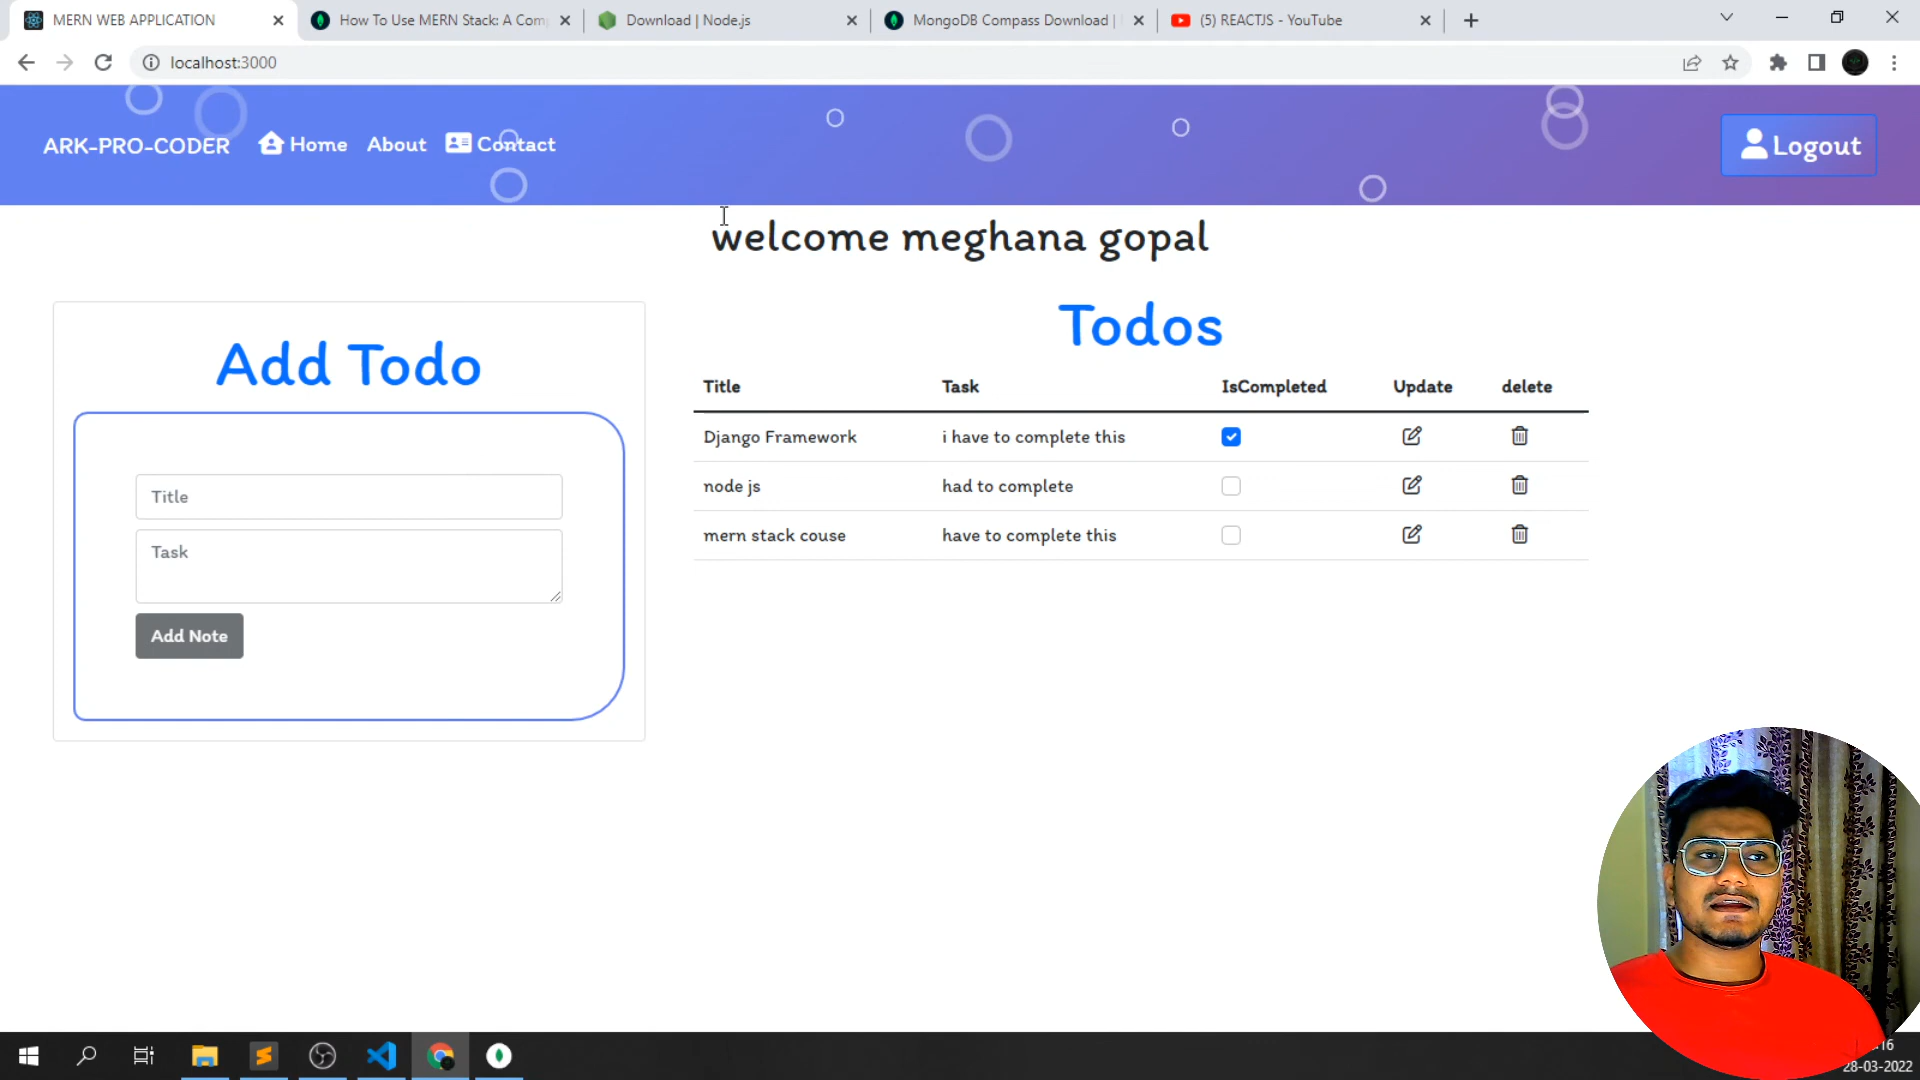 MERN WEB APPLICATION
How To Use MERN Stack: A Com
Download | Node.js
MongoDB Compass Download |
(5) REACTJS - YouTube
localhost:3000
ARK-PRO-CODER Home About Contact
Logout
welcome meghana gopal
Add Todo
Title
Task
Add Note
Todos
Title Task IsCompleted Update delete
Django Framework i have to complete this
node js had to complete
mern stack couse have to complete this
16
28-03-2022